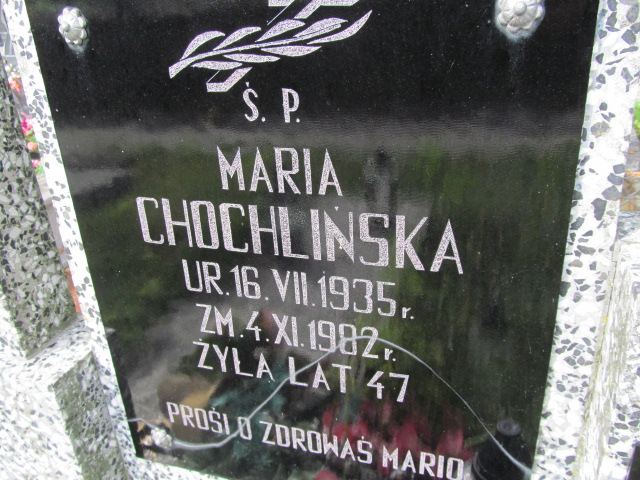 Ś. P.
MARIA
CHOCHLIŃSKA
UR. 16. VII. 1935 r.
ZM. 4. XI. 1982 r.
ŻYŁA LAT 47
PROSI O ZDROWAŚ MARIO